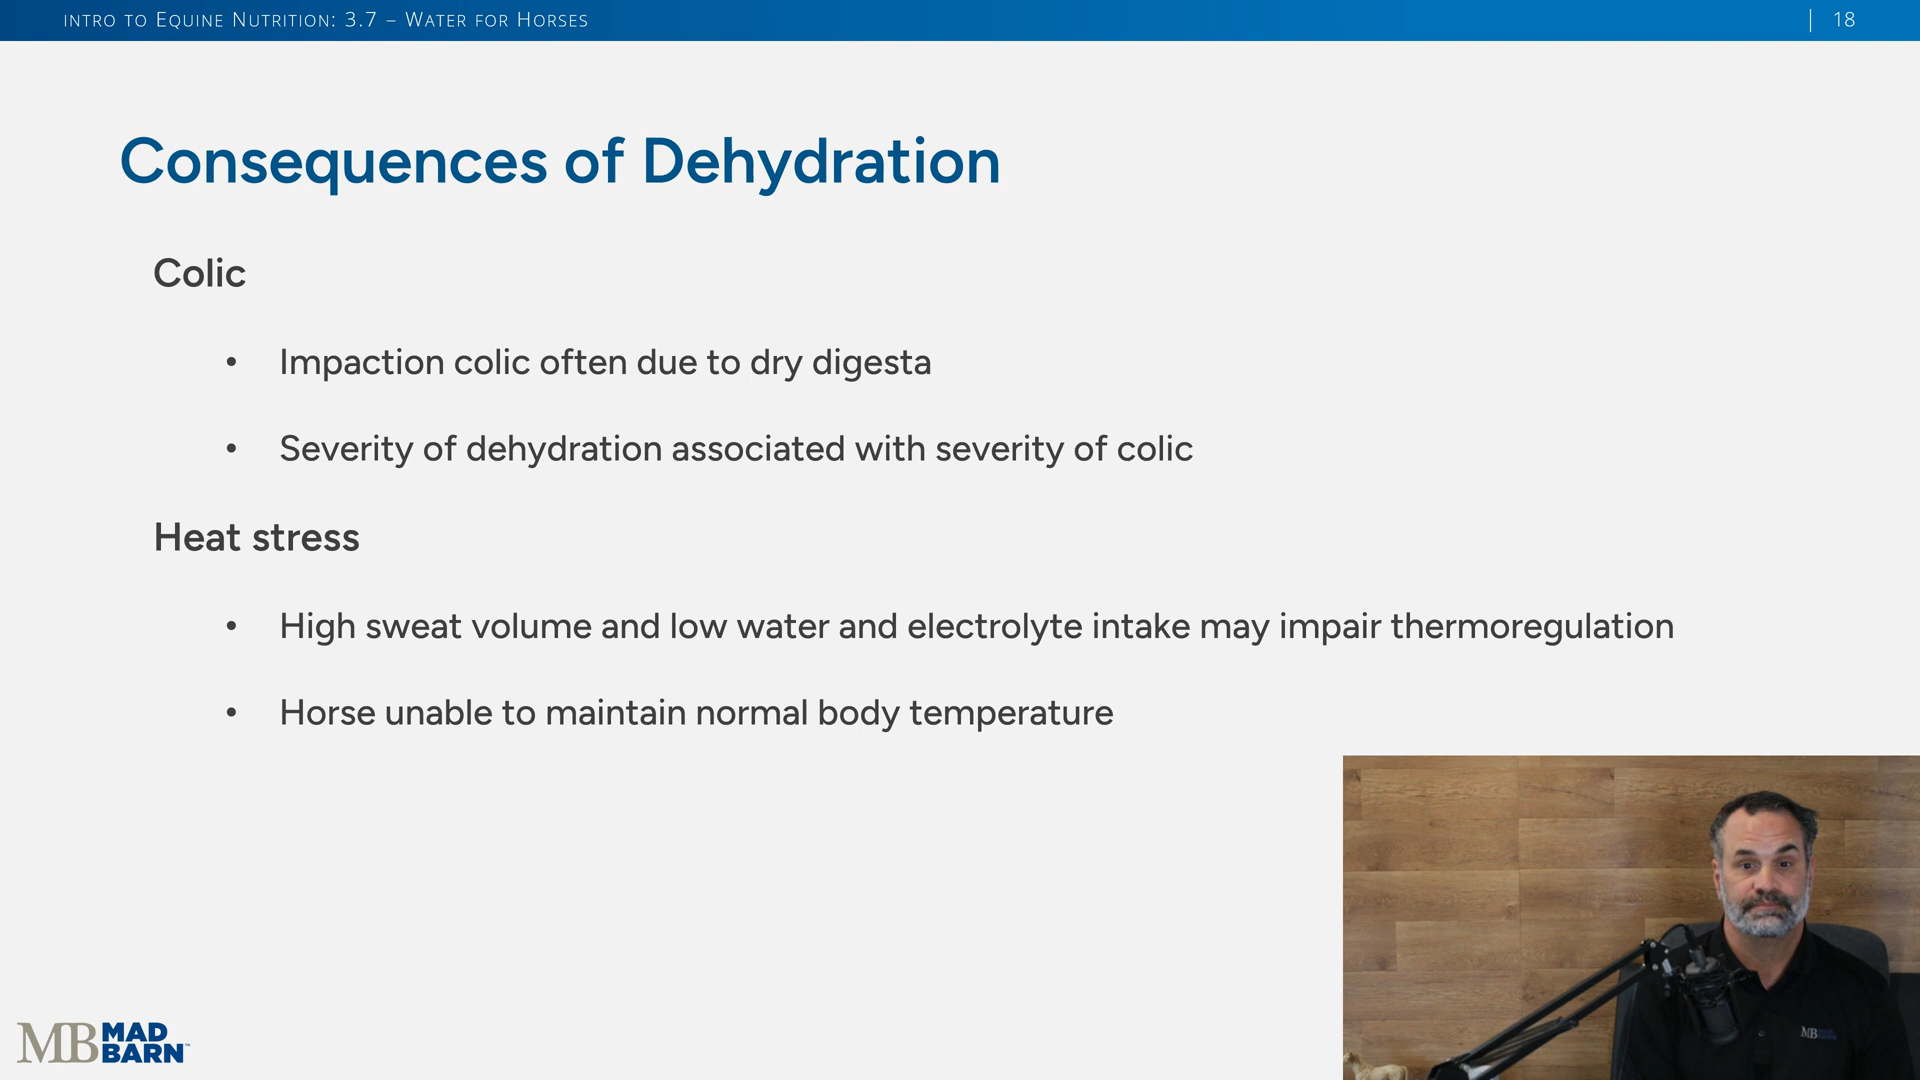 INTRO TO EQUINE NUTRITION: 3.7 – WATER FOR HORSES
18
Consequences of Dehydration
Colic
• Impaction colic often due to dry digesta
• Severity of dehydration associated with severity of colic
Heat stress
• High sweat volume and low water and electrolyte intake may impair thermoregulation
• Horse unable to maintain normal body temperature
MB MAD
BARN™
MB